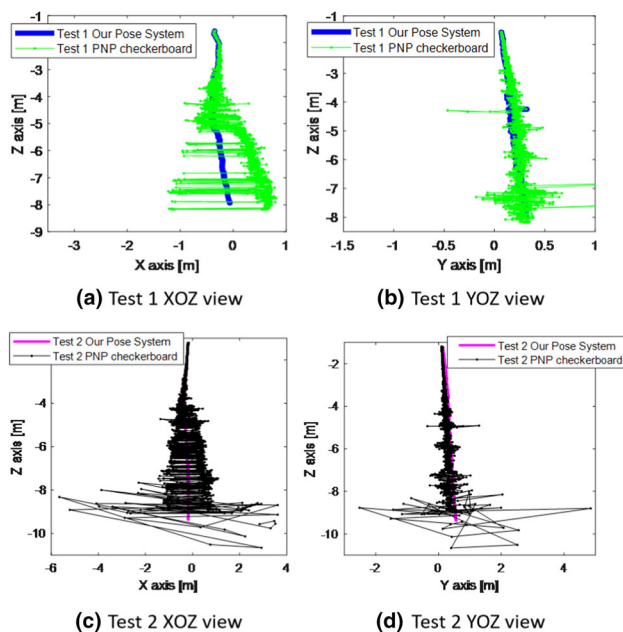 Test 1 Our Pose System
Test 1 PNP checkerboard
Z axis [m]
-1
-2
-3
-4
-5
-6
-7
-8
-9
-3
-2
-1
0
1
X axis [m]
(a) Test 1 XOZ view
Test 1 Our Pose System
Test 1 PNP checkerboard
Z axis [m]
0
-1
-2
-3
-4
-5
-6
-7
-8
-9
-1.5
-1
-0.5
0
0.5
1
Y axis [m]
(b) Test 1 YOZ view
Test 2 Our Pose System
Test 2 PNP checkerboard
Z axis [m]
-4
-6
-8
-10
-6
-4
-2
0
2
4
X axis [m]
(c) Test 2 XOZ view
Test 2 Our Pose System
Test 2 PNP checkerboard
Z axis [m]
-2
-4
-6
-8
-10
-2
0
2
4
Y axis [m]
(d) Test 2 YOZ view